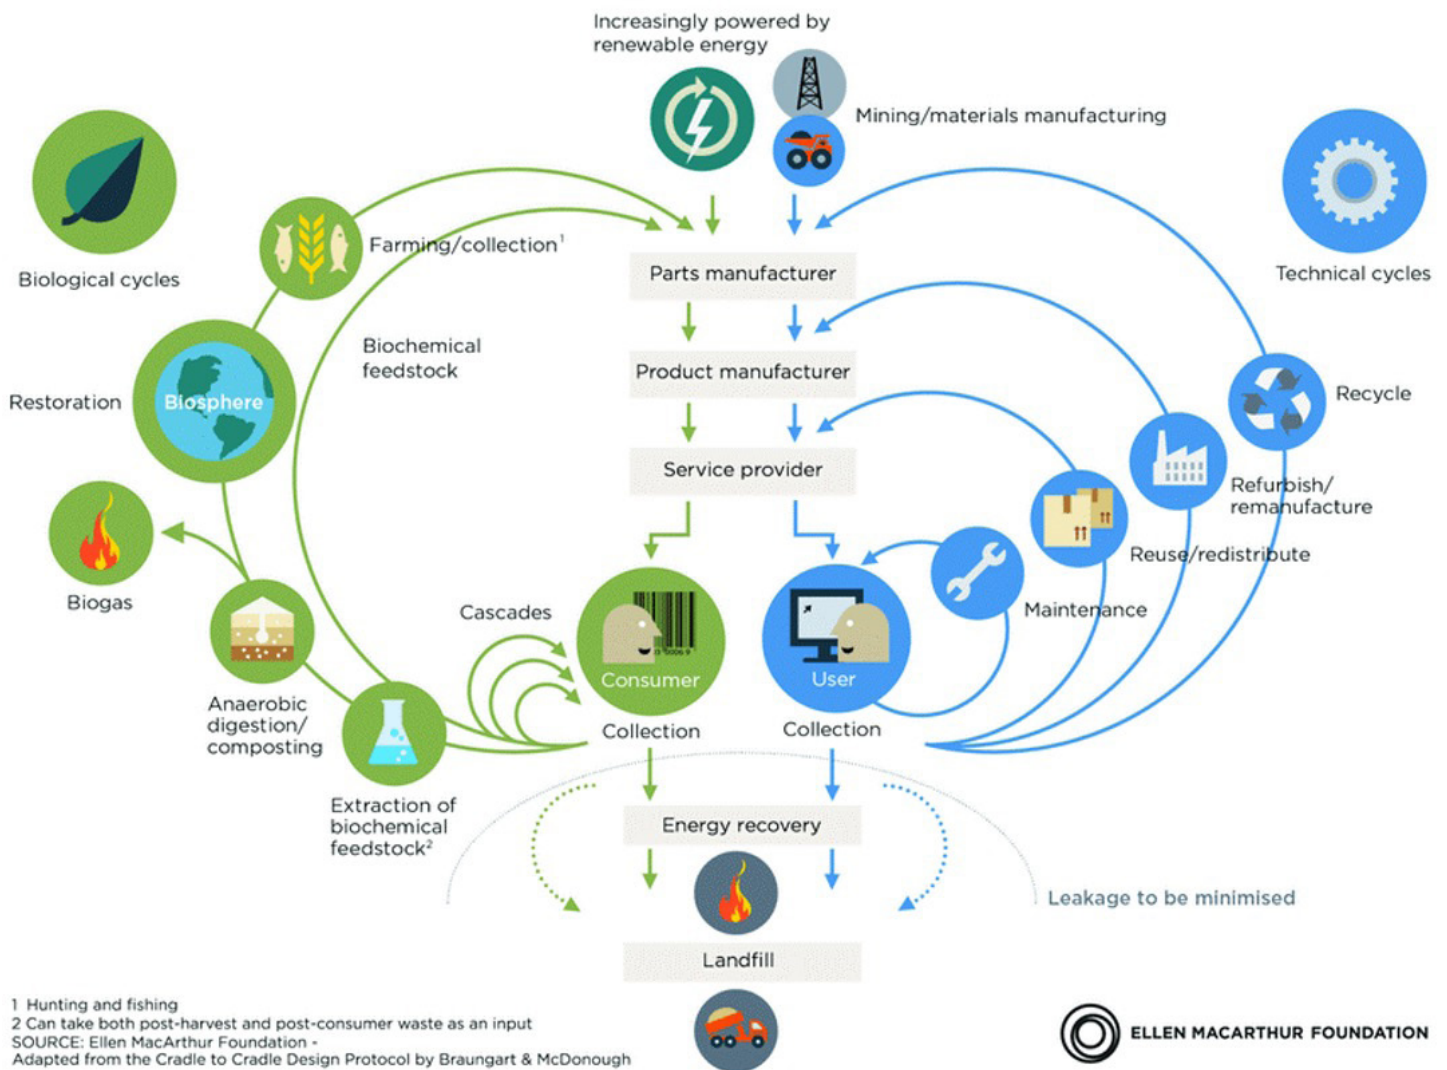 Increasingly powered by
renewable energy
Mining/materials manufacturing
Biological cycles
Technical cycles
Farming/collection¹
Parts manufacturer
Biochemical
feedstock
Product manufacturer
Restoration
Biosphere
Recycle
Service provider
Refurbish/
remanufacture
Reuse/redistribute
Biogas
Cascades
Maintenance
Consumer
User
Anaerobic
digestion/
composting
Collection
Collection
Extraction of
biochemical
feedstock²
Energy recovery
Leakage to be minimised
Landfill
1 Hunting and fishing
2 Can take both post-harvest and post-consumer waste as an input
SOURCE: Ellen MacArthur Foundation -
Adapted from the Cradle to Cradle Design Protocol by Braungart & McDonough
ELLEN MACARTHUR FOUNDATION